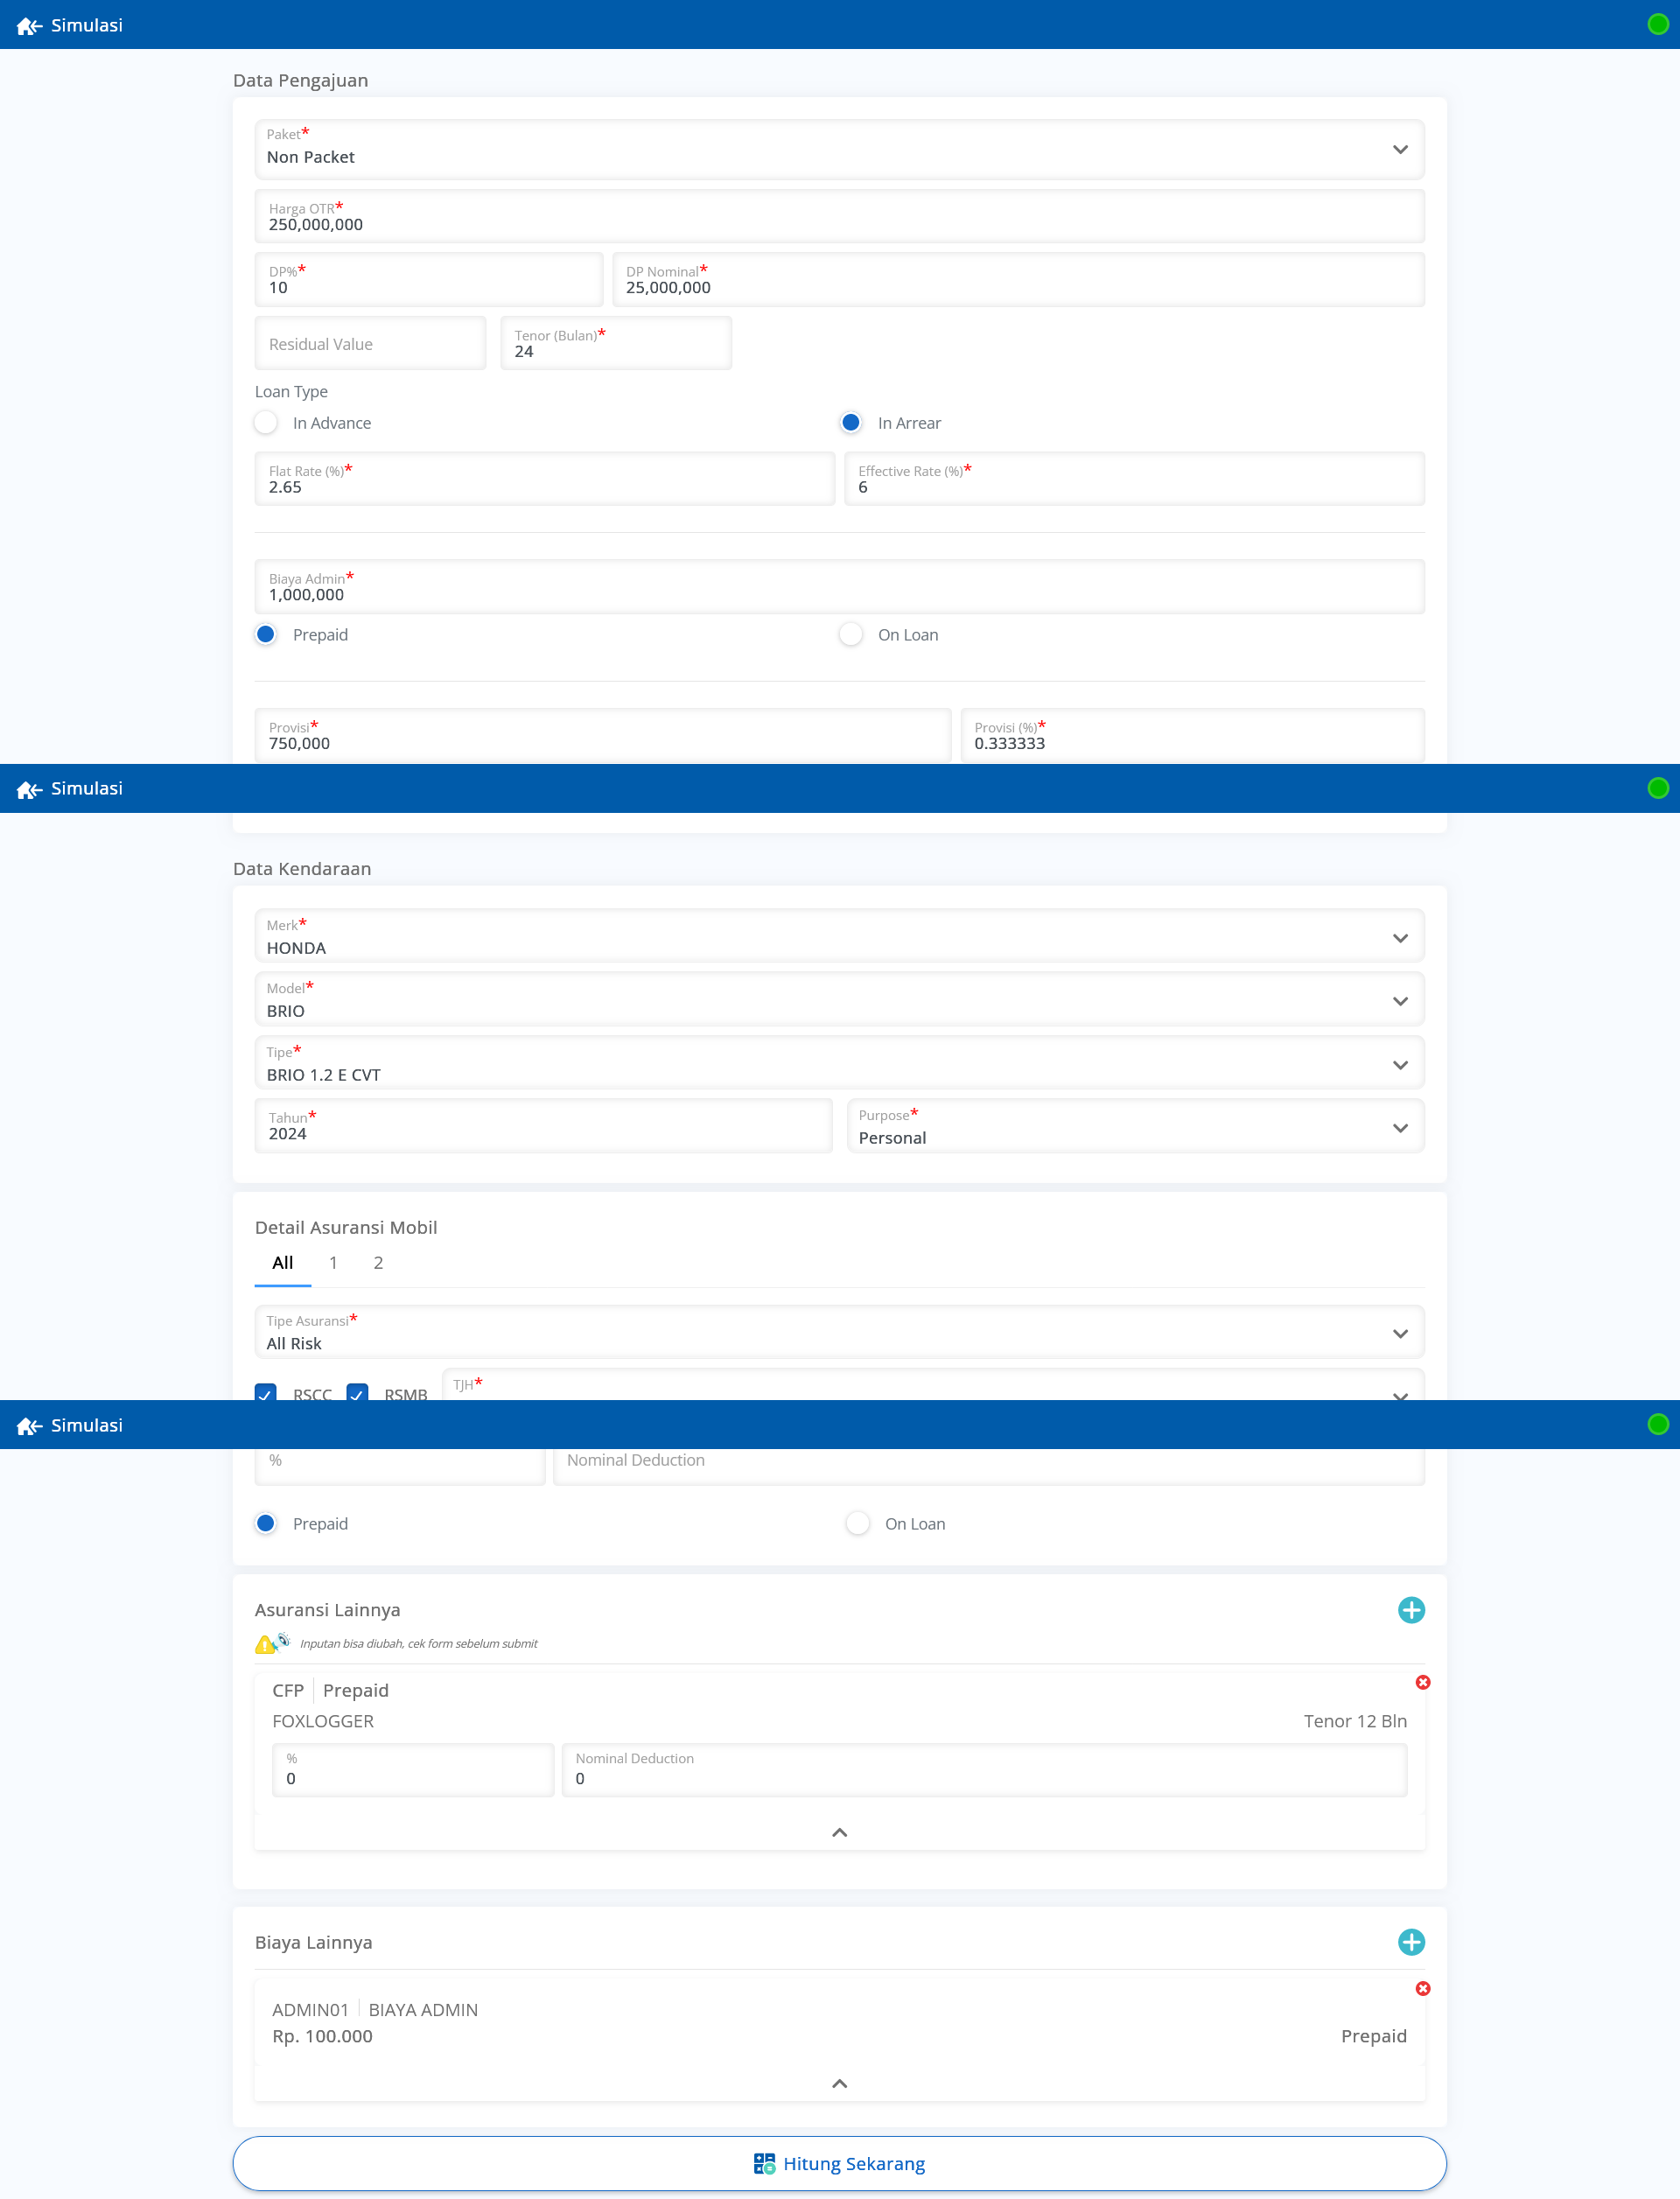 Simulasi
Data Pengajuan
Paket*
Non Packet
Harga OTR*
250,000,000
DP%* DP Nominal*
10 25,000,000
Residual Value Tenor (Bulan)*
24
Loan Type
In Advance In Arrear
Flat Rate (%)* Effective Rate (%)*
2.65 6
Biaya Admin*
1,000,000
Prepaid On Loan
Provisi* Provisi (%)*
750,000 0.333333
Simulasi
Data Kendaraan
Merk*
HONDA
Model*
BRIO
Tipe*
BRIO 1.2 E CVT
Tahun* Purpose*
2024 Personal
Detail Asuransi Mobil
All 1 2
Tipe Asuransi*
All Risk
RSCC RSMB TJH*
Simulasi
% Nominal Deduction
Prepaid On Loan
Asuransi Lainnya
Inputan bisa diubah, cek form sebelum submit
CFP Prepaid
FOXLOGGER Tenor 12 Bln
% Nominal Deduction
0 0
Biaya Lainnya
ADMIN01 BIAYA ADMIN
Rp. 100.000 Prepaid
Hitung Sekarang